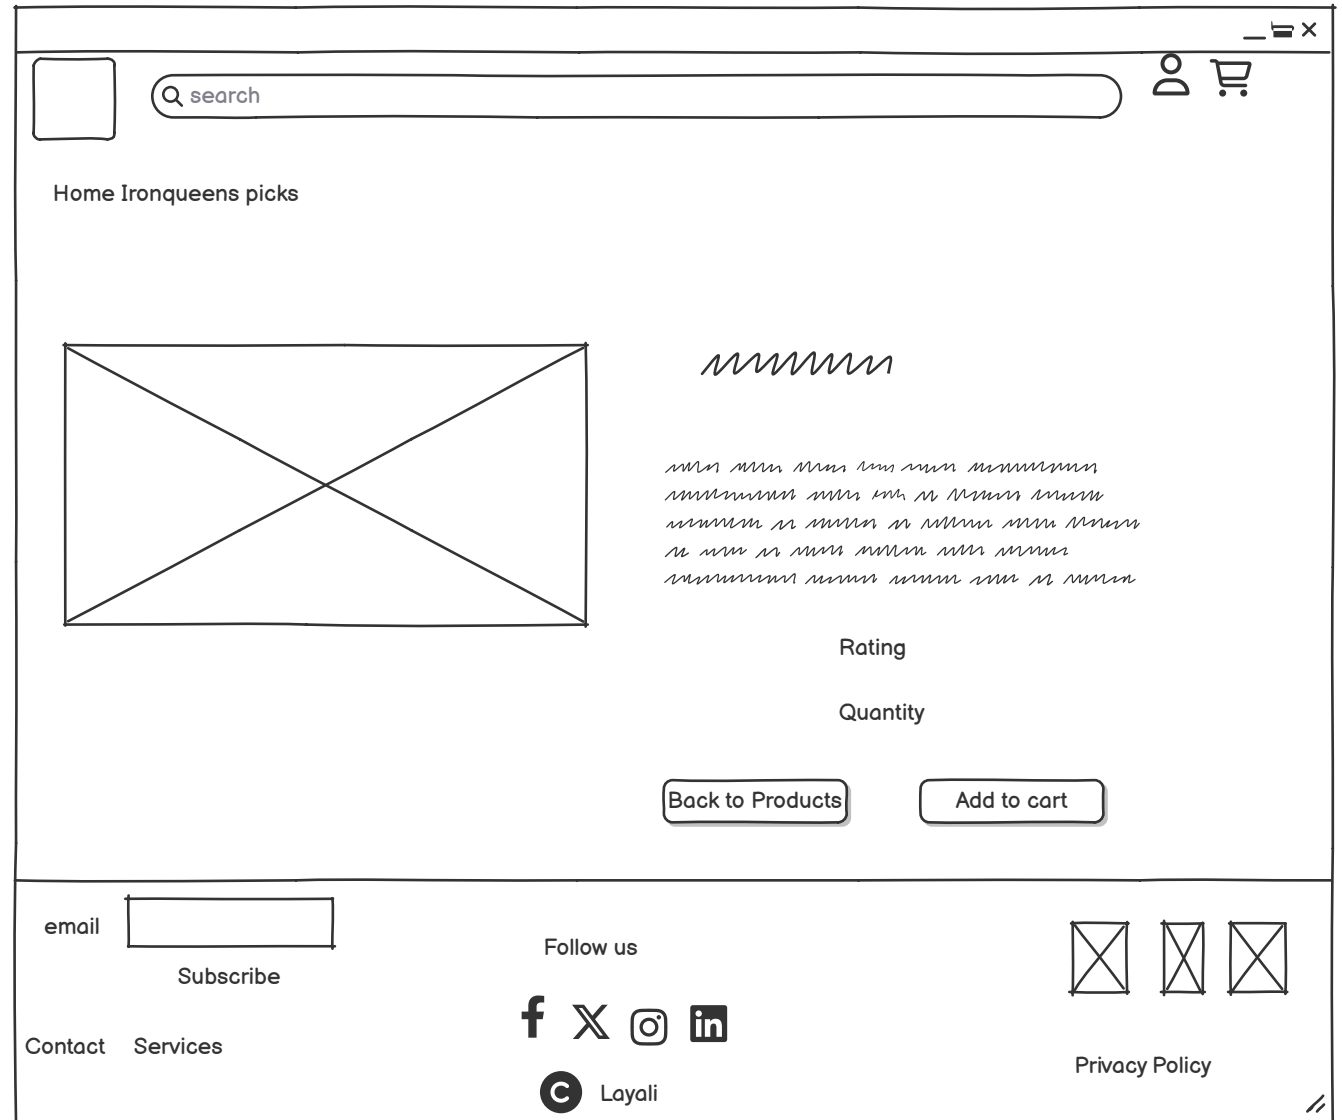 search
Home Ironqueens picks
Rating
Quantity
Back to Products
Add to cart
email
Subscribe
Contact Services
Follow us
f X in
C Layali
Privacy Policy